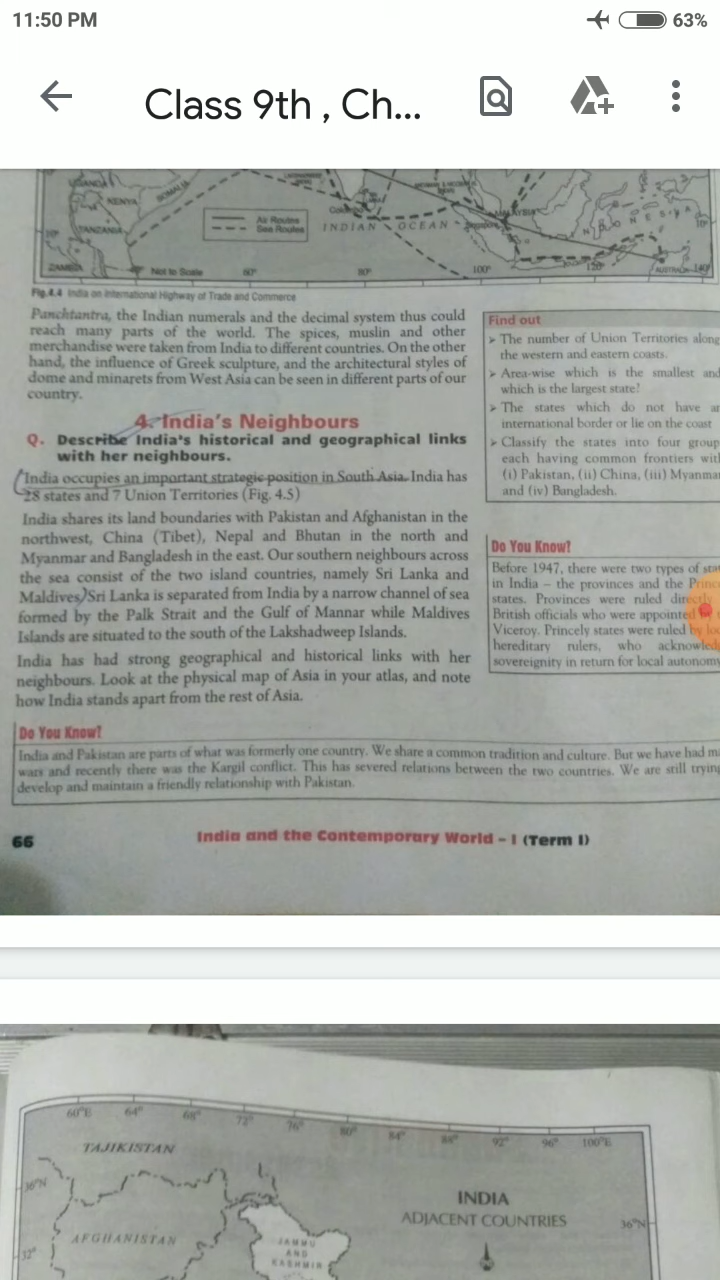 11:50 PM
63%
Class 9th , Ch...
UGANDA
KENYA
SOMALIA
TANZANIA
ZAMBIA
Air Routes
Sea Routes
Not to Scale
INDIAN OCEAN
60°
80°
100°
120°
140°
Fig.4.4 India on International Highway of Trade and Commerce
Panchtantra, the Indian numerals and the decimal system thus could
reach many parts of the world. The spices, muslin and other
merchandise were taken from India to different countries. On the other
hand, the influence of Greek sculpture, and the architectural styles of
dome and minarets from West Asia can be seen in different parts of our
country.
4. India's Neighbours
Q. Describe India's historical and geographical links
with her neighbours.
India occupies an important strategic position in South Asia. India has
28 states and 7 Union Territories (Fig. 4.5)
India shares its land boundaries with Pakistan and Afghanistan in the
northwest, China (Tibet), Nepal and Bhutan in the north and
Myanmar and Bangladesh in the east. Our southern neighbours across
the sea consist of the two island countries, namely Sri Lanka and
Maldives. Sri Lanka is separated from India by a narrow channel of sea
formed by the Palk Strait and the Gulf of Mannar while Maldives
Islands are situated to the south of the Lakshadweep Islands.
India has had strong geographical and historical links with her
neighbours. Look at the physical map of Asia in your atlas, and note
how India stands apart from the rest of Asia.
Find out
➢ The number of Union Territories along
the western and eastern coasts.
➢ Area-wise which is the smallest and
which is the largest state?
➢ The states which do not have an
international border or lie on the coast
➢ Classify the states into four group
each having common frontiers with
(i) Pakistan, (ii) China, (iii) Myanma
and (iv) Bangladesh.
Do You Know?
Before 1947, there were two types of sta
in India – the provinces and the Princ
states. Provinces were ruled directly
British officials who were appointed
Viceroy. Princely states were ruled by lo
hereditary rulers, who acknowled
sovereignity in return for local autonomy
Do You Know?
India and Pakistan are parts of what was formerly one country. We share a common tradition and culture. But we have had m
wars and recently there was the Kargil conflict. This has severed relations between the two countries. We are still trying
develop and maintain a friendly relationship with Pakistan.
66
India and the Contemporary World – I (Term I)
60°E 64° 68° 72° 76° 80° 84° 88° 92° 96° 100°E
TAJIKISTAN
36°N
INDIA
ADJACENT COUNTRIES
36°N
AFGHANISTAN
32°
JAMMU
AND
KASHMIR